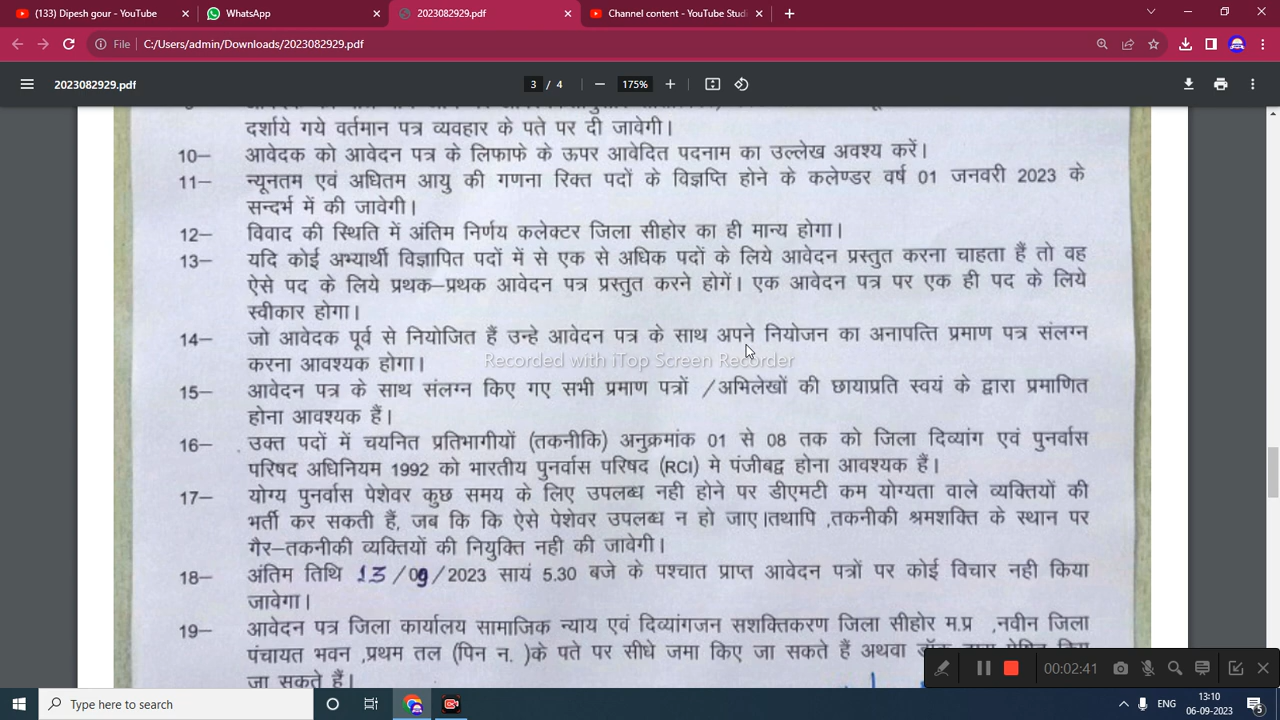 (133) Dipesh gour - YouTube
WhatsApp
2023082929.pdf
Channel content - YouTube Studi
File
C:/Users/admin/Downloads/2023082929.pdf
2023082929.pdf
3 / 4
175%
दर्शाये गये वर्तमान पत्र व्यवहार के पते पर दी जावेगी।
10— आवेदक को आवेदन पत्र के लिफाफे के ऊपर आवेदित पदनाम का उल्लेख अवश्य करें।
11— न्यूनतम एवं अधितम आयु की गणना रिक्त पदों के विज्ञप्ति होने के कलेण्डर वर्ष 01 जनवरी 2023 के
सन्दर्भ में की जावेगी।
12— विवाद की स्थिति में अंतिम निर्णय कलेक्टर जिला सीहोर का ही मान्य होगा।
13— यदि कोई अभ्यार्थी विज्ञापित पदों में से एक से अधिक पदों के लिये आवेदन प्रस्तुत करना चाहता हैं तो वह
ऐसे पद के लिये प्रथक–प्रथक आवेदन पत्र प्रस्तुत करने होगें। एक आवेदन पत्र पर एक ही पद के लिये
स्वीकार होगा।
14— जो आवेदक पूर्व से नियोजित हैं उन्हे आवेदन पत्र के साथ अपने नियोजन का अनापत्ति प्रमाण पत्र संलग्न
करना आवश्यक होगा।
Recorded with iTop Screen Recorder
15— आवेदन पत्र के साथ संलग्न किए गए सभी प्रमाण पत्रों /अभिलेखों की छायाप्रति स्वयं के द्वारा प्रमाणित
होना आवश्यक हैं।
16— उक्त पदों में चयनित प्रतिभागीयों (तकनीकि) अनुक्रमांक 01 से 08 तक को जिला दिव्यांग एवं पुनर्वास
परिषद अधिनियम 1992 को भारतीय पुनर्वास परिषद (RCI) मे पंजीबद्व होना आवश्यक हैं।
17— योग्य पुनर्वास पेशेवर कुछ समय के लिए उपलब्ध नही होने पर डीएमटी कम योग्यता वाले व्यक्तियों की
भर्ती कर सकती हैं, जब कि कि ऐसे पेशेवर उपलब्ध न हो जाए।तथापि ,तकनीकी श्रमशक्ति के स्थान पर
गैर–तकनीकी व्यक्तियों की नियुक्ति नही की जावेगी।
18— अंतिम तिथि 13/09/2023 सायं 5.30 बजे के पश्चात प्राप्त आवेदन पत्रों पर कोई विचार नही किया
जावेगा।
19— आवेदन पत्र जिला कार्यालय सामाजिक न्याय एवं दिव्यांगजन सशक्तिकरण जिला सीहोर म.प्र ,नवीन जिला
पंचायत भवन ,प्रथम तल (पिन न. )के पते पर सीधे जमा किए जा सकते हैं अथवा
जा सकते हैं।
00:02:41
Type here to search
ENG
13:10
06-09-2023
5